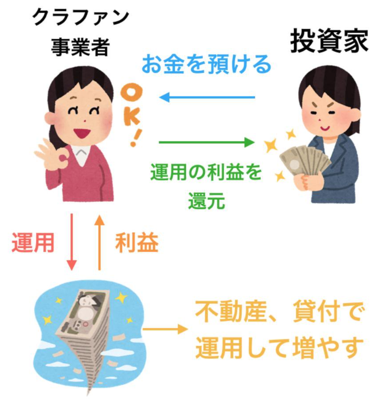 クラファン
事業者
投資家
お金を預ける
OK!
運用の利益を
還元
運用
利益
不動産、貸付で
運用して増やす